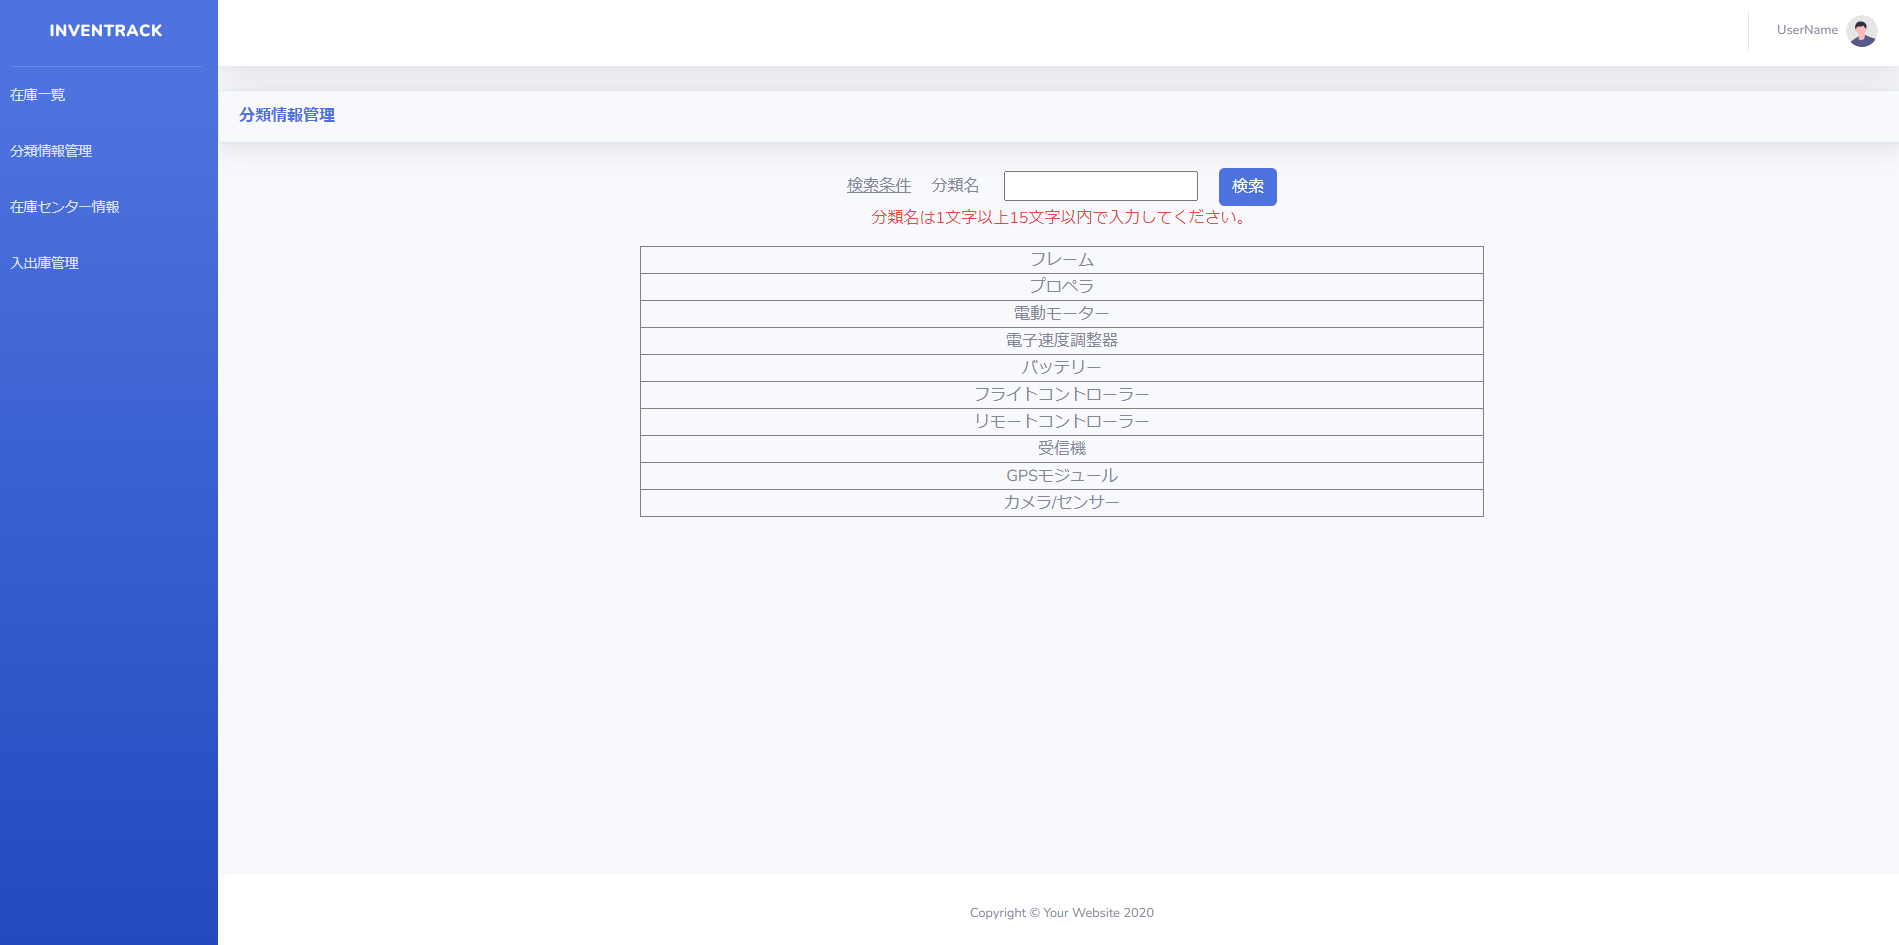 INVENTRACK
UserName
在庫一覧
分類情報管理
在庫センター情報
入出庫管理
分類情報管理
検索条件 分類名 検索
分類名は1文字以上15文字以内で入力してください。
フレーム
プロペラ
電動モーター
電子速度調整器
バッテリー
フライトコントローラー
リモートコントローラー
受信機
GPSモジュール
カメラ/センサー
Copyright © Your Website 2020